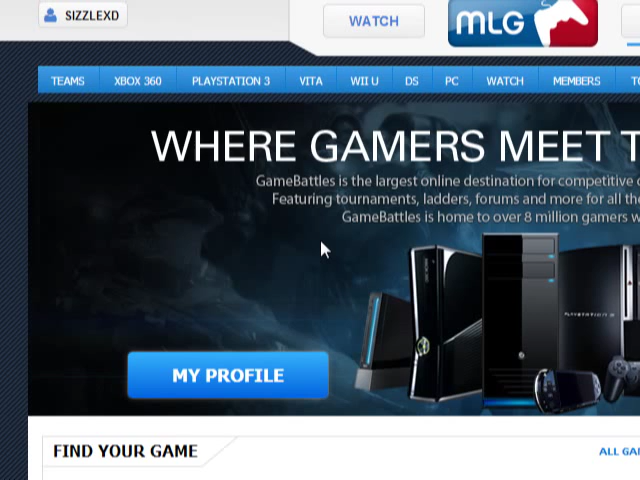 SIZZLEXD
WATCH
MLG
TEAMS XBOX 360 PLAYSTATION 3 VITA WII U DS PC WATCH MEMBERS
WHERE GAMERS MEET T
GameBattles is the largest online destination for competitive
Featuring tournaments, ladders, forums and more for all the
GameBattles is home to over 8 million gamers w
MY PROFILE
FIND YOUR GAME
ALL GA